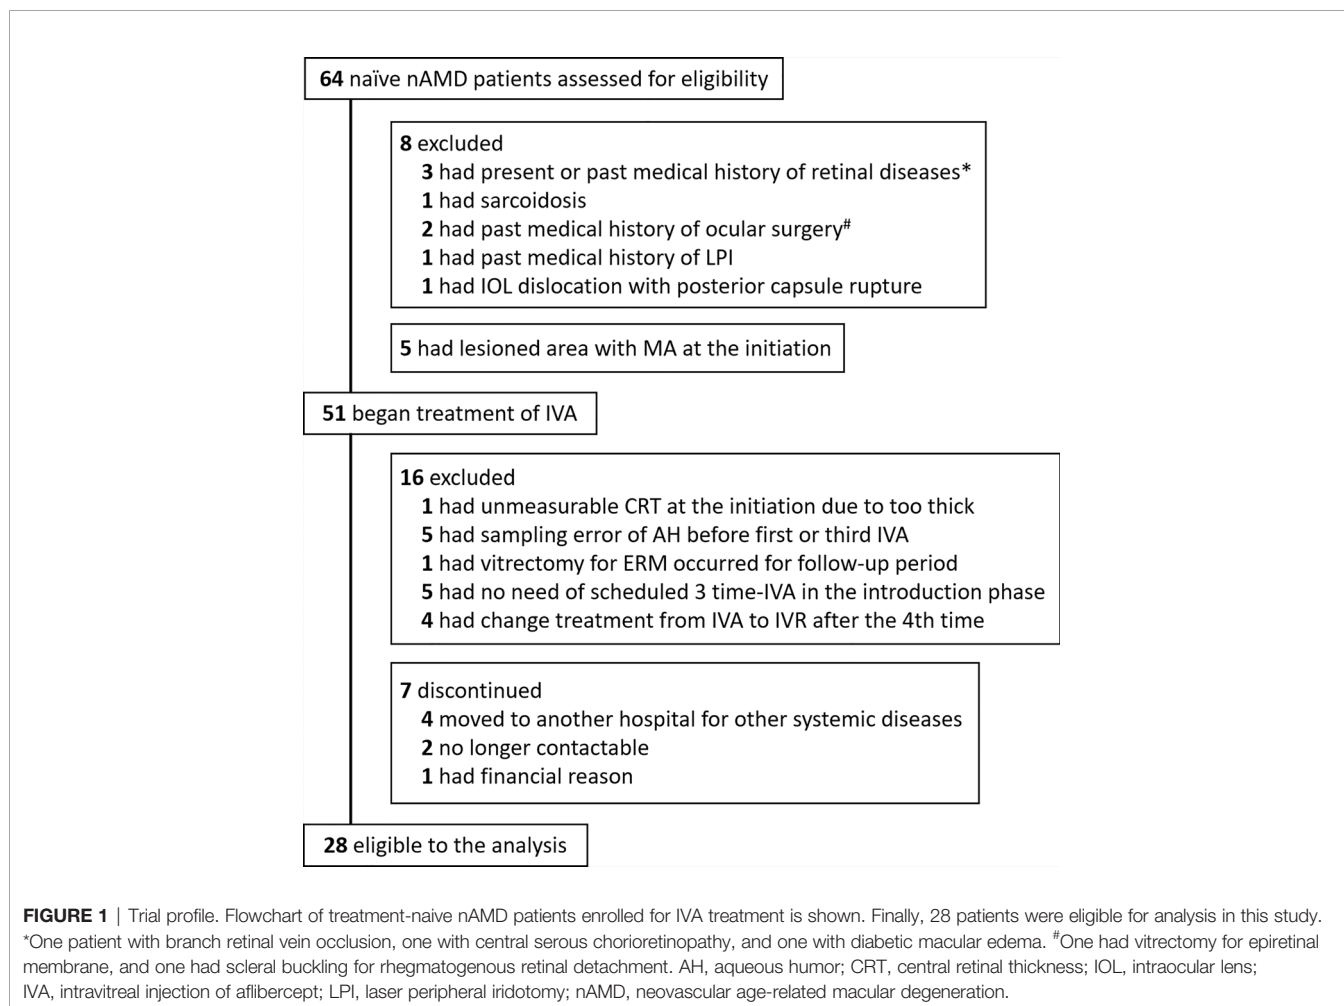 64 naïve nAMD patients assessed for eligibility
8 excluded
3 had present or past medical history of retinal diseases*
1 had sarcoidosis
2 had past medical history of ocular surgery#
1 had past medical history of LPI
1 had IOL dislocation with posterior capsule rupture
5 had lesioned area with MA at the initiation
51 began treatment of IVA
16 excluded
1 had unmeasurable CRT at the initiation due to too thick
5 had sampling error of AH before first or third IVA
1 had vitrectomy for ERM occurred for follow-up period
5 had no need of scheduled 3 time-IVA in the introduction phase
4 had change treatment from IVA to IVR after the 4th time
7 discontinued
4 moved to another hospital for other systemic diseases
2 no longer contactable
1 had financial reason
28 eligible to the analysis
FIGURE 1 | Trial profile. Flowchart of treatment-naive nAMD patients enrolled for IVA treatment is shown. Finally, 28 patients were eligible for analysis in this study.
*One patient with branch retinal vein occlusion, one with central serous chorioretinopathy, and one with diabetic macular edema. #One had vitrectomy for epiretinal
membrane, and one had scleral buckling for rhegmatogenous retinal detachment. AH, aqueous humor; CRT, central retinal thickness; IOL, intraocular lens;
IVA, intravitreal injection of aflibercept; LPI, laser peripheral iridotomy; nAMD, neovascular age-related macular degeneration.